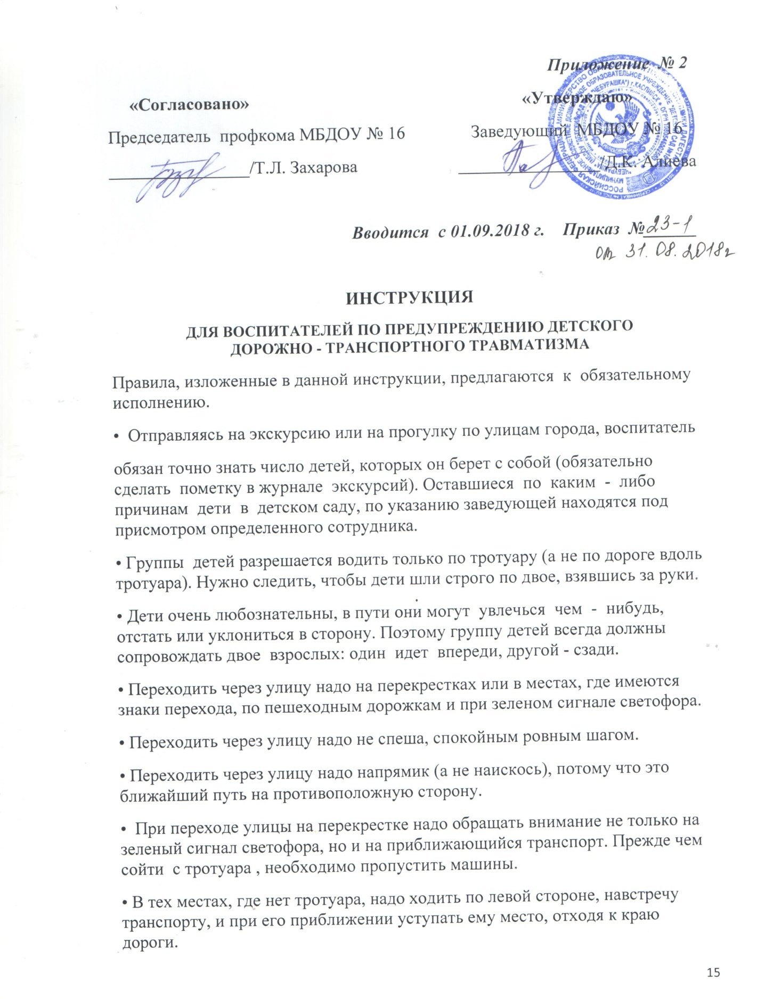 Приложение № 2
«Согласовано» «Утверждаю»
Председатель профкома МБДОУ № 16 Заведующий МБДОУ № 16
/Т.Л. Захарова /Д.К. Алиева
Вводится с 01.09.2018 г. Приказ № 23-1
от 31.08.2018г
ИНСТРУКЦИЯ
ДЛЯ ВОСПИТАТЕЛЕЙ ПО ПРЕДУПРЕЖДЕНИЮ ДЕТСКОГО
ДОРОЖНО - ТРАНСПОРТНОГО ТРАВМАТИЗМА
Правила, изложенные в данной инструкции, предлагаются к обязательному
исполнению.
• Отправляясь на экскурсию или на прогулку по улицам города, воспитатель
обязан точно знать число детей, которых он берет с собой (обязательно
сделать пометку в журнале экскурсий). Оставшиеся по каким - либо
причинам дети в детском саду, по указанию заведующей находятся под
присмотром определенного сотрудника.
• Группы детей разрешается водить только по тротуару (а не по дороге вдоль
тротуара). Нужно следить, чтобы дети шли строго по двое, взявшись за руки.
• Дети очень любознательны, в пути они могут увлечься чем - нибудь,
отстать или уклониться в сторону. Поэтому группу детей всегда должны
сопровождать двое взрослых: один идет впереди, другой - сзади.
• Переходить через улицу надо на перекрестках или в местах, где имеются
знаки перехода, по пешеходным дорожкам и при зеленом сигнале светофора.
• Переходить через улицу надо не спеша, спокойным ровным шагом.
• Переходить через улицу надо напрямик (а не наискось), потому что это
ближайший путь на противоположную сторону.
• При переходе улицы на перекрестке надо обращать внимание не только на
зеленый сигнал светофора, но и на приближающийся транспорт. Прежде чем
сойти с тротуара , необходимо пропустить машины.
• В тех местах, где нет тротуара, надо ходить по левой стороне, навстречу
транспорту, и при его приближении уступать ему место, отходя к краю
дороги.
15